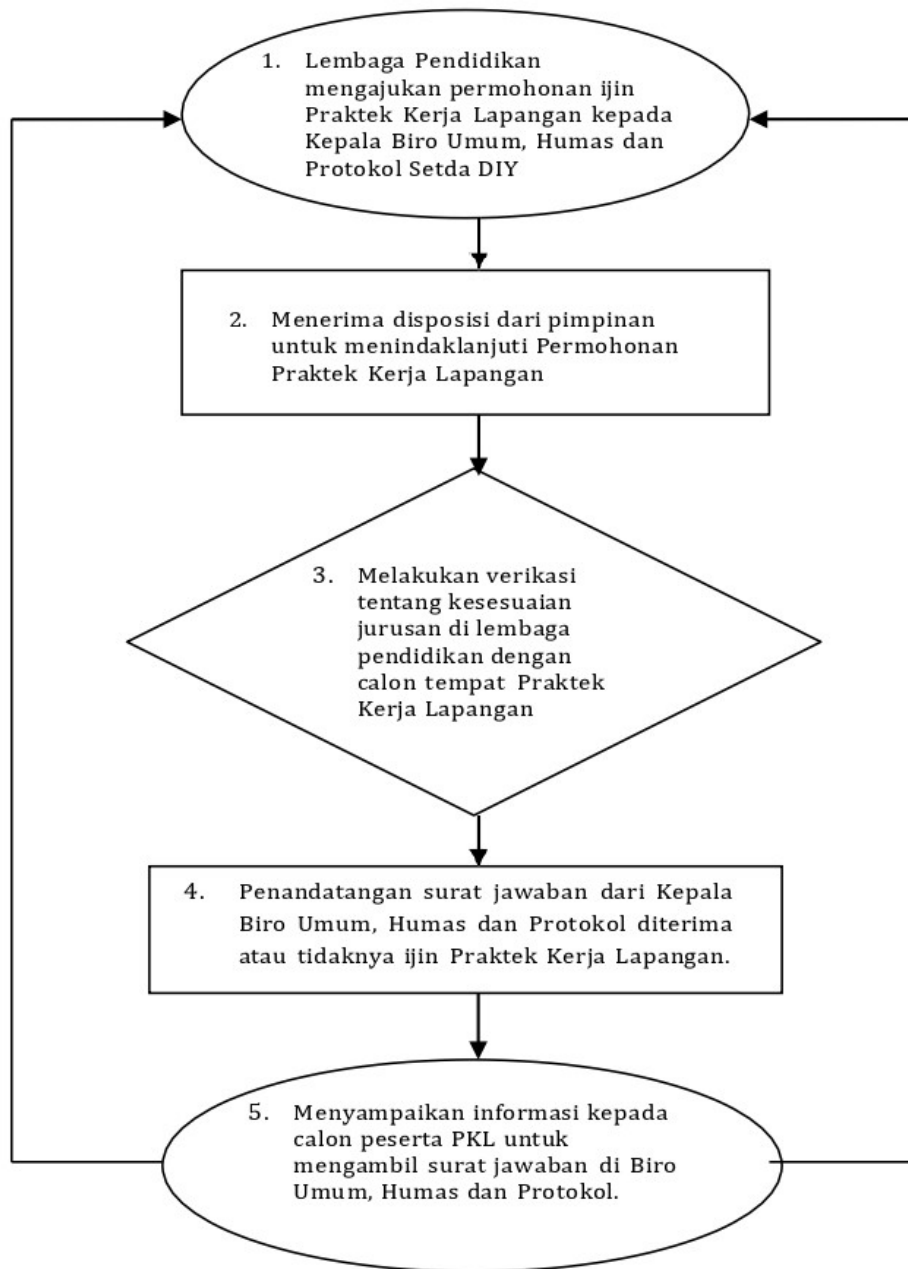 1. Lembaga Pendidikan
mengajukan permohonan ijin
Praktek Kerja Lapangan kepada
Kepala Biro Umum, Humas dan
Protokol Setda DIY
2. Menerima disposisi dari pimpinan
untuk menindaklanjuti Permohonan
Praktek Kerja Lapangan
3. Melakukan verikasi
tentang kesesuaian
jurusan di lembaga
pendidikan dengan
calon tempat Praktek
Kerja Lapangan
4. Penandatangan surat jawaban dari Kepala
Biro Umum, Humas dan Protokol diterima
atau tidaknya ijin Praktek Kerja Lapangan.
5. Menyampaikan informasi kepada
calon peserta PKL untuk
mengambil surat jawaban di Biro
Umum, Humas dan Protokol.